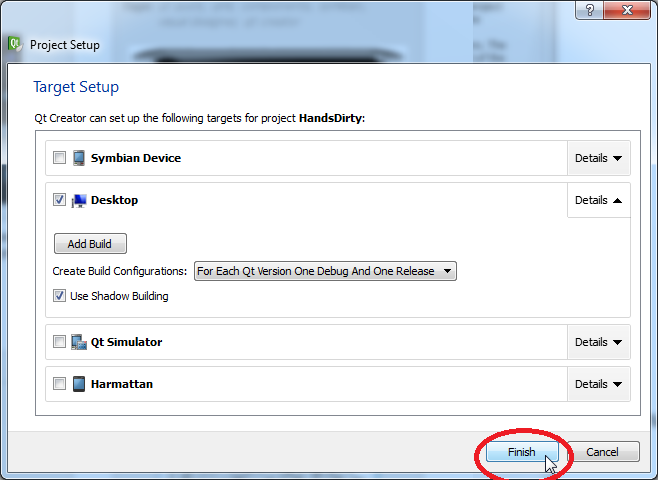 Project Setup
Target Setup
Qt Creator can set up the following targets for project HandsDirty:
Symbian Device
Details
Desktop
Details
Add Build
Create Build Configurations: For Each Qt Version One Debug And One Release
Use Shadow Building
Qt Simulator
Details
Harmattan
Details
Finish
Cancel